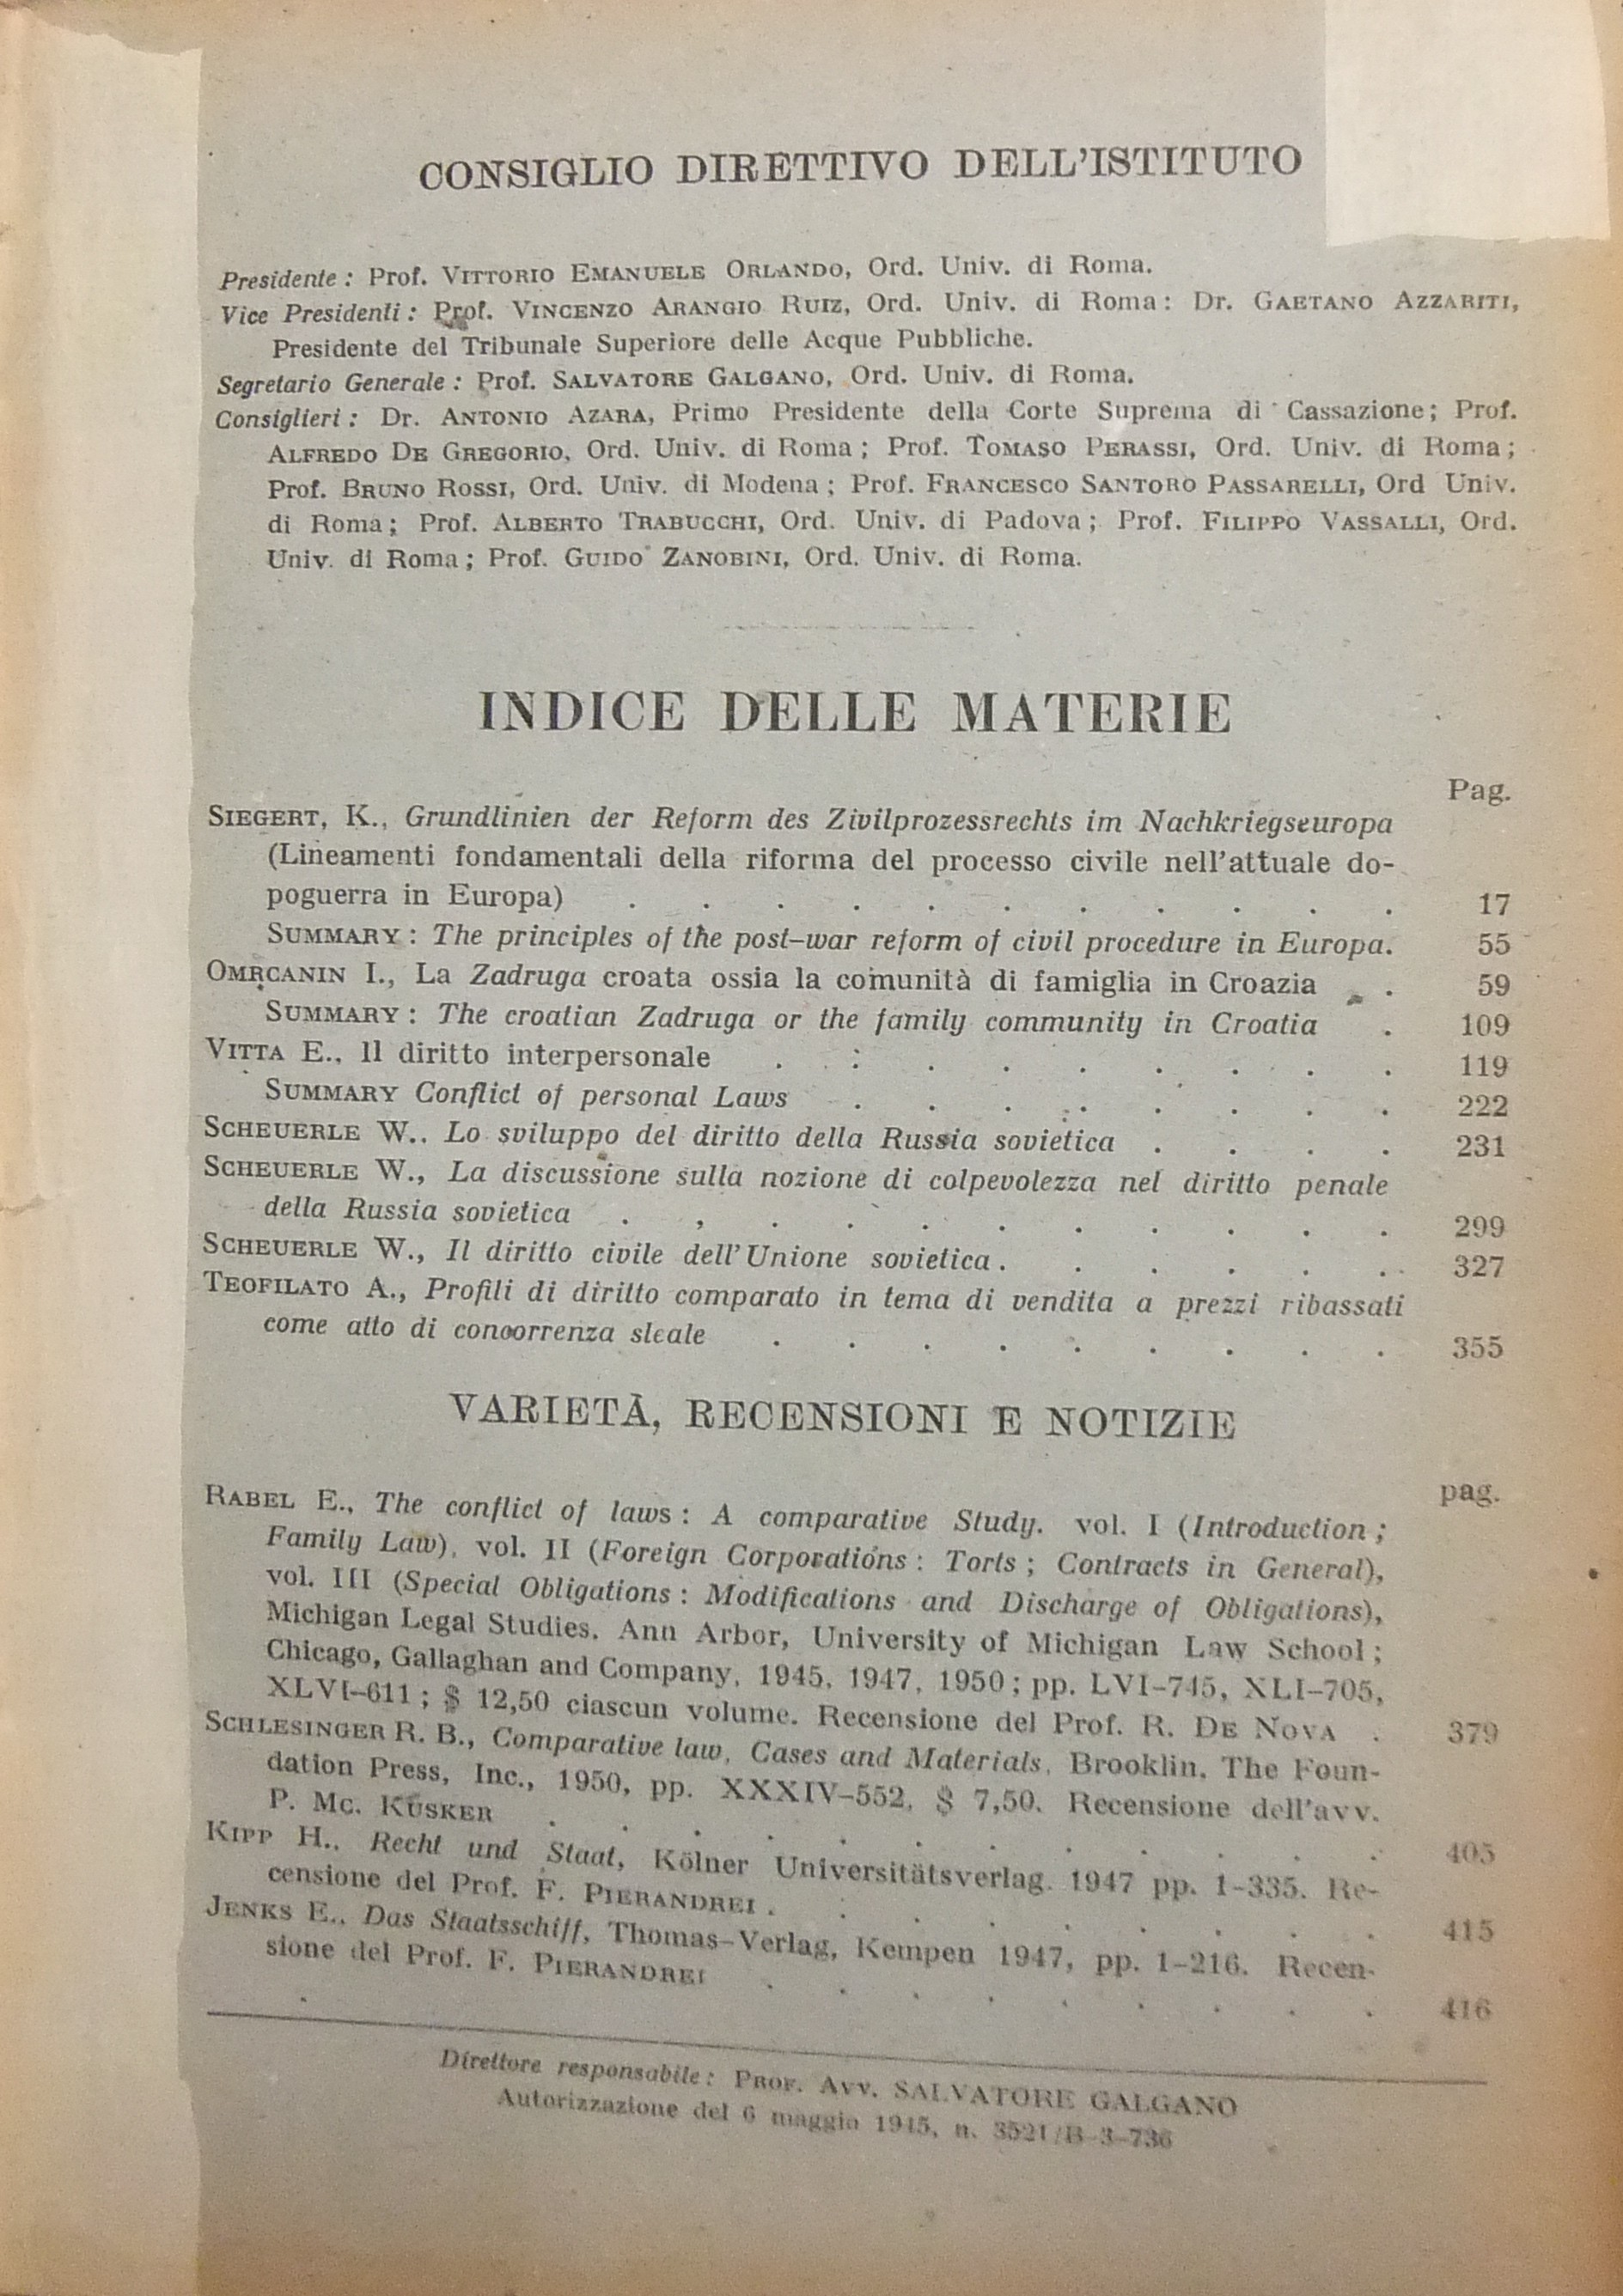 CONSIGLIO DIRETTIVO DELL'ISTITUTO
Presidente : Prof. VITTORIO EMANUELE ORLANDO, Ord. Univ. di Roma.
Vice Presidenti : Prof. VINCENZO ARANGIO RUIZ, Ord. Univ. di Roma : Dr. GAETANO AZZARITI,
Presidente del Tribunale Superiore delle Acque Pubbliche.
Segretario Generale : Prof. SALVATORE GALGANO, Ord. Univ. di Roma.
Consiglieri : Dr. ANTONIO AZARA, Primo Presidente della Corte Suprema di Cassazione ; Prof.
ALFREDO DE GREGORIO, Ord. Univ. di Roma ; Prof. TOMASO PERASSI, Ord. Univ. di Roma ;
Prof. BRUNO ROSSI, Ord. Univ. di Modena ; Prof. FRANCESCO SANTORO PASSARELLI, Ord Univ.
di Roma ; Prof. ALBERTO TRABUCCHI, Ord. Univ. di Padova ; Prof. FILIPPO VASSALLI, Ord.
Univ. di Roma ; Prof. GUIDO ZANOBINI, Ord. Univ. di Roma.
INDICE DELLE MATERIE
Pag.
SIEGERT, K., Grundlinien der Reform des Zivilprozessrechts im Nachkriegseuropa
(Lineamenti fondamentali della riforma del processo civile nell'attuale do-
poguerra in Europa) . . . . . . . . . . . 17
SUMMARY : The principles of the post-war reform of civil procedure in Europa. 55
OMRCANIN I., La Zadruga croata ossia la comunità di famiglia in Croazia . 59
SUMMARY : The croatian Zadruga or the family community in Croatia . 109
VITTA E., Il diritto interpersonale . : . . . . . . . 119
SUMMARY Conflict of personal Laws . . . . . . . . 222
SCHEUERLE W.. Lo sviluppo del diritto della Russia sovietica . . . . 231
SCHEUERLE W., La discussione sulla nozione di colpevolezza nel diritto penale
della Russia sovietica . , . . . . . . . . . 299
SCHEUERLE W., Il diritto civile dell'Unione sovietica . . . . . . 327
TEOFILATO A., Profili di diritto comparato in tema di vendita a prezzi ribassati
come atto di concorrenza sleale . . . . . . . . . 355
VARIETÀ, RECENSIONI E NOTIZIE
pag.
RABEL E., The conflict of laws : A comparative Study. vol. I (Introduction ;
Family Law), vol. II (Foreign Corporations : Torts ; Contracts in General),
vol. III (Special Obligations : Modifications and Discharge of Obligations),
Michigan Legal Studies. Ann Arbor, University of Michigan Law School ;
Chicago, Gallaghan and Company, 1945, 1947, 1950 ; pp. LVI-745, XLI-705,
XLVI-611 ; $ 12,50 ciascun volume. Recensione del Prof. R. DE NOVA . 379
SCHLESINGER R. B., Comparative law, Cases and Materials, Brooklin. The Foun-
dation Press, Inc., 1950, pp. XXXIV-552, $ 7,50. Recensione dell'avv.
P. MC. KUSKER . . . . . . . . . . . . 405
KIPP H., Recht und Staat, Kölner Universitätsverlag. 1947 pp. 1-335. Re-
censione del Prof. F. PIERANDREI . . . . . . . . . 415
JENKS E., Das Staatsschiff, Thomas-Verlag, Kempen 1947, pp. 1-216. Recen-
sione del Prof. F. PIERANDREI . . . . . . . . . 416
Direttore responsabile : PROF. AVV. SALVATORE GALGANO
Autorizzazione del 6 maggio 1945, n. 3521/B-3-736